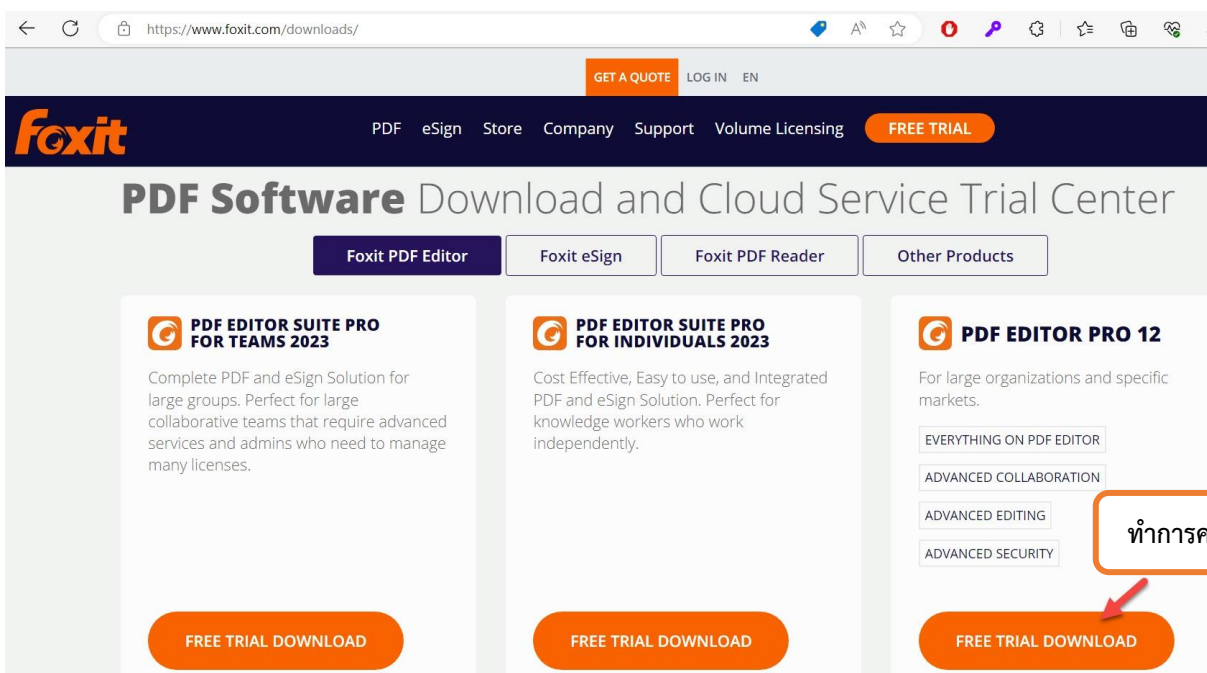 https://www.foxit.com/downloads/
GET A QUOTE LOG IN EN
Foxit
PDF eSign Store Company Support Volume Licensing FREE TRIAL
PDF Software Download and Cloud Service Trial Center
Foxit PDF Editor Foxit eSign Foxit PDF Reader Other Products
PDF EDITOR SUITE PRO
FOR TEAMS 2023
Complete PDF and eSign Solution for
large groups. Perfect for large
collaborative teams that require advanced
services and admins who need to manage
many licenses.
FREE TRIAL DOWNLOAD
PDF EDITOR SUITE PRO
FOR INDIVIDUALS 2023
Cost Effective, Easy to use, and Integrated
PDF and eSign Solution. Perfect for
knowledge workers who work
independently.
FREE TRIAL DOWNLOAD
PDF EDITOR PRO 12
For large organizations and specific
markets.
EVERYTHING ON PDF EDITOR
ADVANCED COLLABORATION
ADVANCED EDITING
ADVANCED SECURITY
ทำการ
FREE TRIAL DOWNLOAD